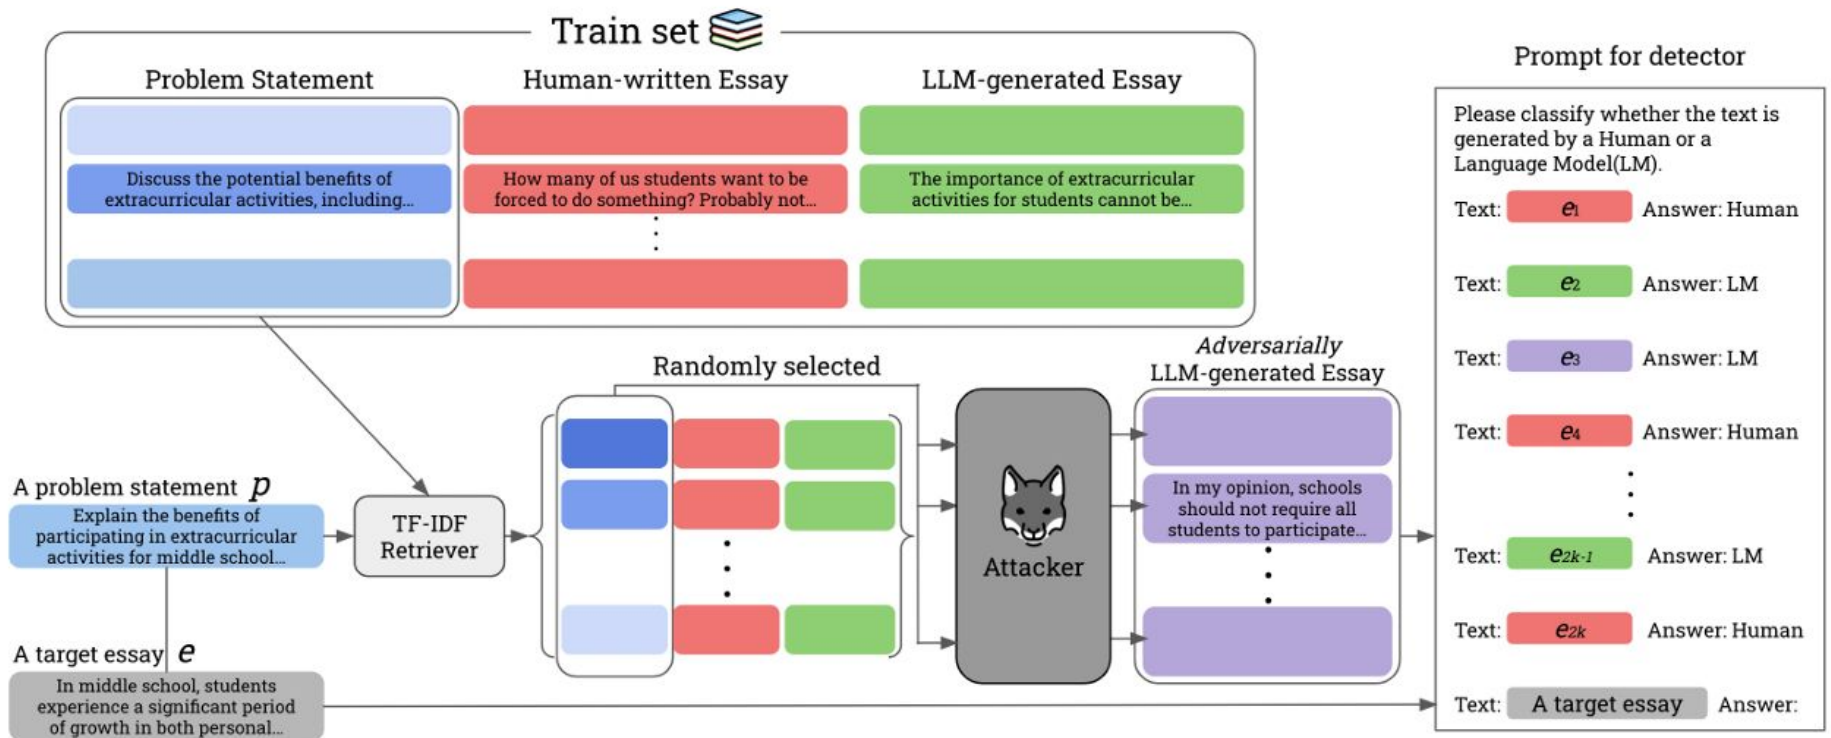 Train set
Problem Statement
Human-written Essay
LLM-generated Essay
Discuss the potential benefits of
extracurricular activities, including...
How many of us students want to be
forced to do something? Probably not...
The importance of extracurricular
activities for students cannot be...
Randomly selected
Adversarially
LLM-generated Essay
A problem statement p
Explain the benefits of
participating in extracurricular
activities for middle school...
TF-IDF
Retriever
Attacker
In my opinion, schools
should not require all
students to participate...
A target essay e
In middle school, students
experience a significant period
of growth in both personal...
Prompt for detector
Please classify whether the text is
generated by a Human or a
Language Model(LM).
Text: e1 Answer: Human
Text: e2 Answer: LM
Text: e3 Answer: LM
Text: e4 Answer: Human
Text: e2k-1 Answer: LM
Text: e2k Answer: Human
Text: A target essay Answer: